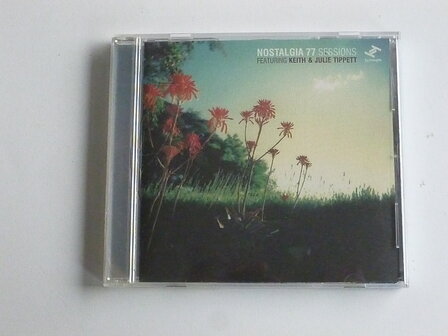 NOSTALGIA 77 SESSIONS
FEATURING KEITH & JULIE TIPPETT